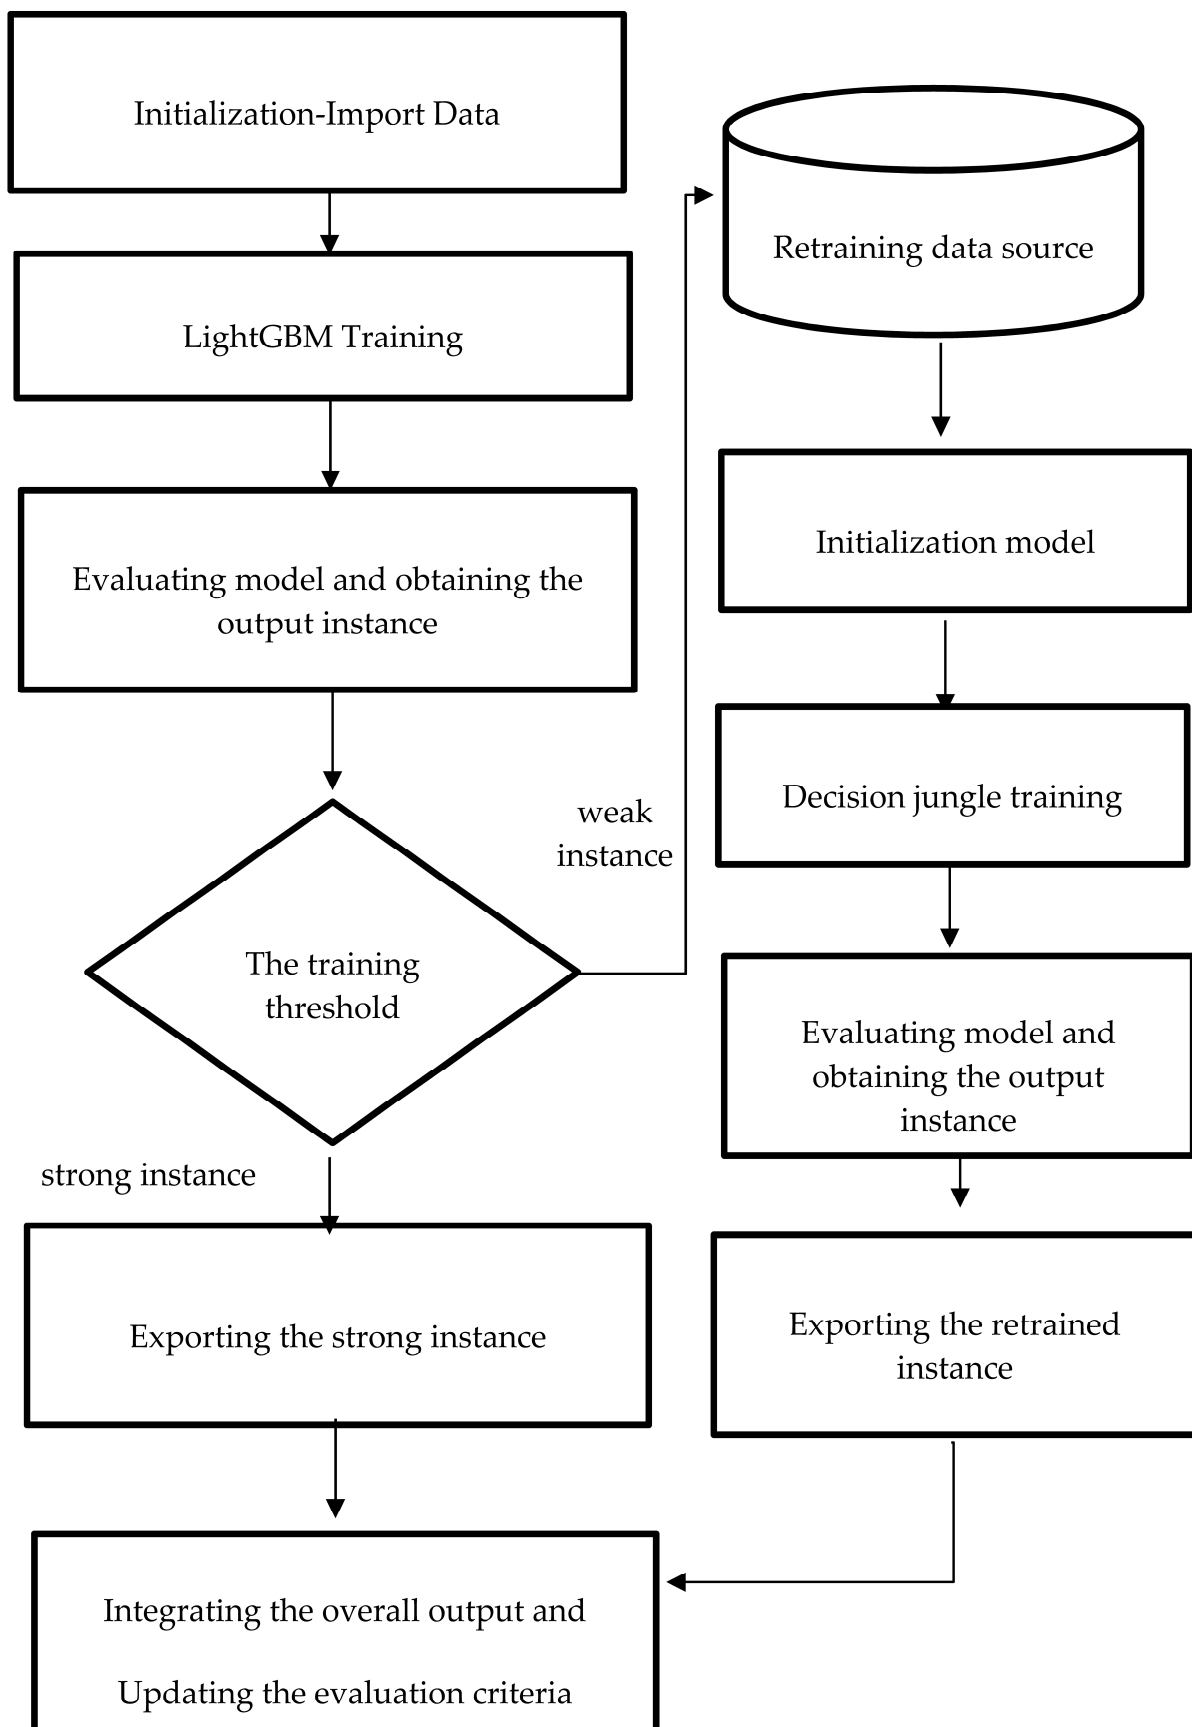 Initialization-Import Data
LightGBM Training
Evaluating model and obtaining the
output instance
The training
threshold
weak
instance
strong instance
Exporting the strong instance
Integrating the overall output and
Updating the evaluation criteria
Retraining data source
Initialization model
Decision jungle training
Evaluating model and
obtaining the output
instance
Exporting the retrained
instance